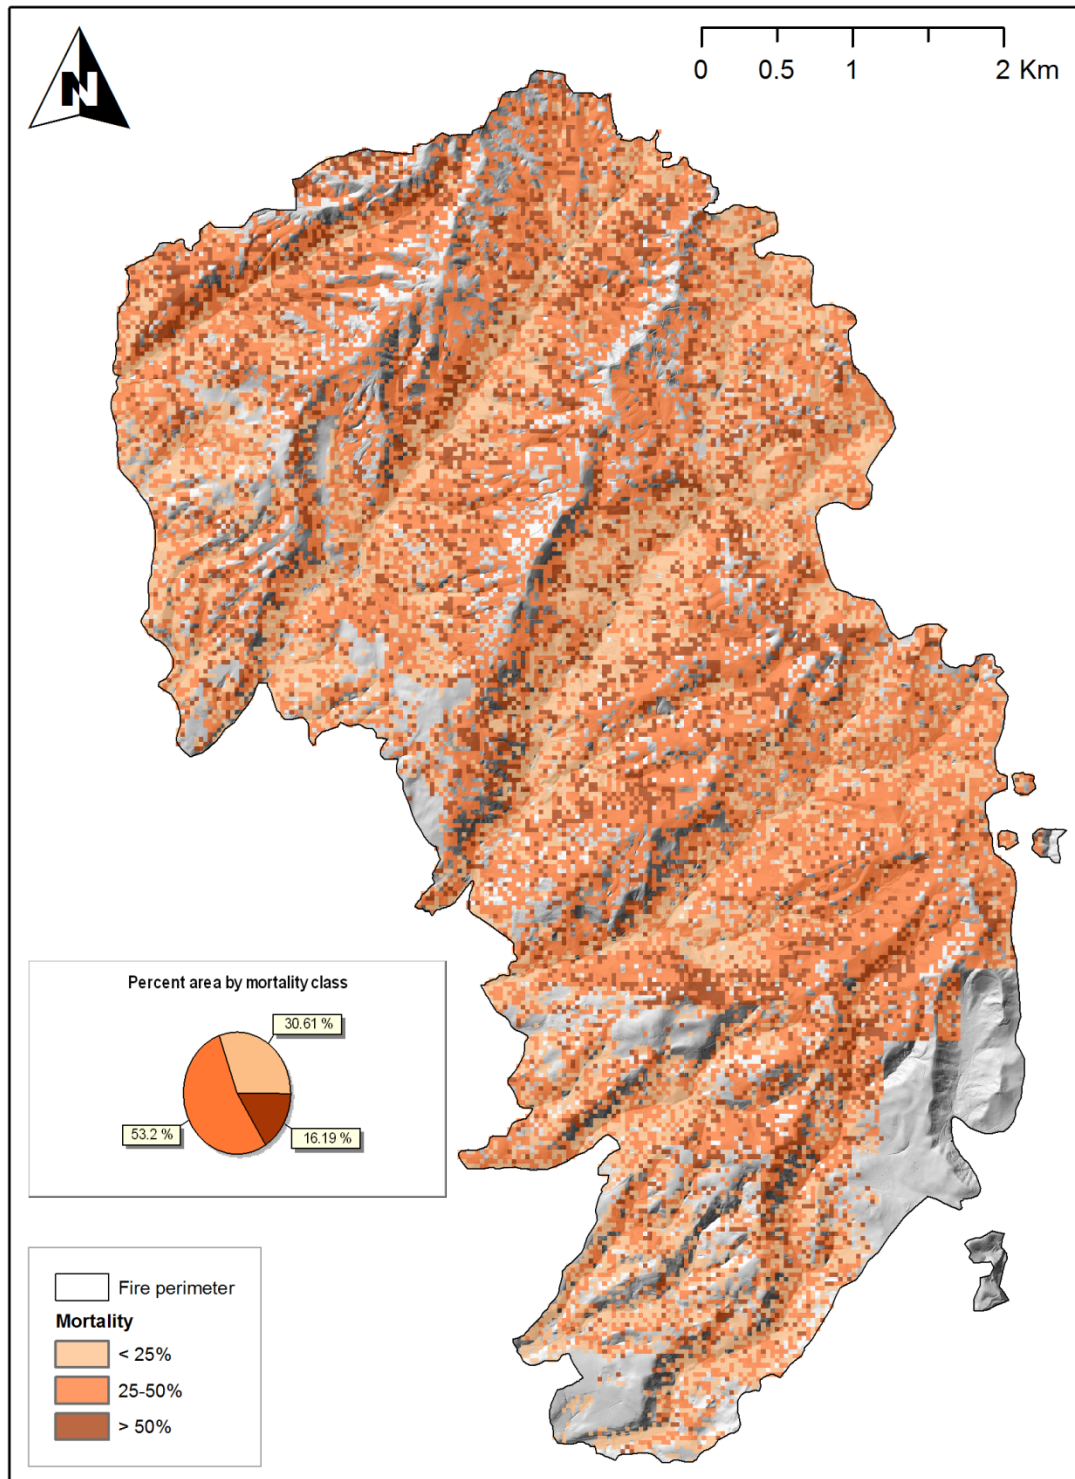 N
0 0.5 1 2 Km
Percent area by mortality class
30.61 %
53.2 %
16.19 %
Fire perimeter
Mortality
< 25%
25-50%
> 50%